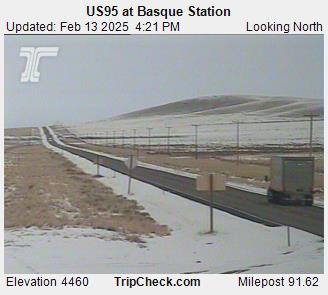 US95 at Basque Station
Updated: Feb 13 2025 4:21 PM Looking North
Elevation 4460 TripCheck.com Milepost 91.62